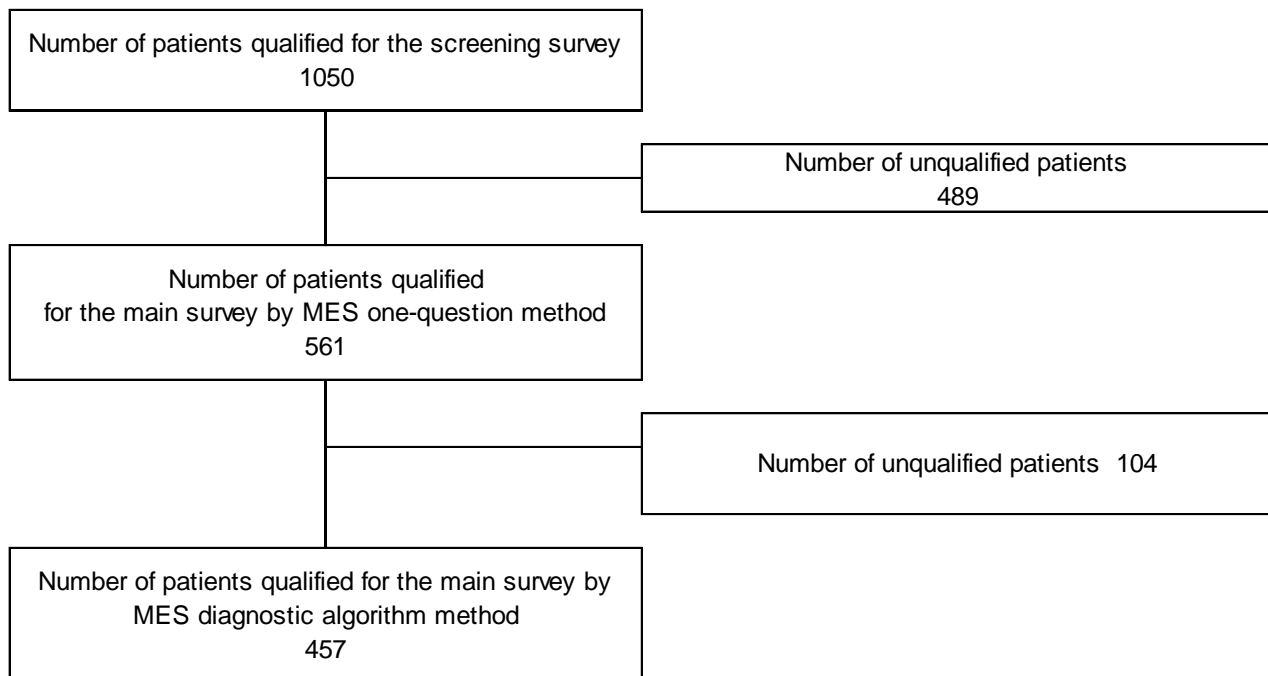 Number of patients qualified for the screening survey
1050
Number of unqualified patients
489
Number of patients qualified
for the main survey by MES one-question method
561
Number of unqualified patients 104
Number of patients qualified for the main survey by
MES diagnostic algorithm method
457